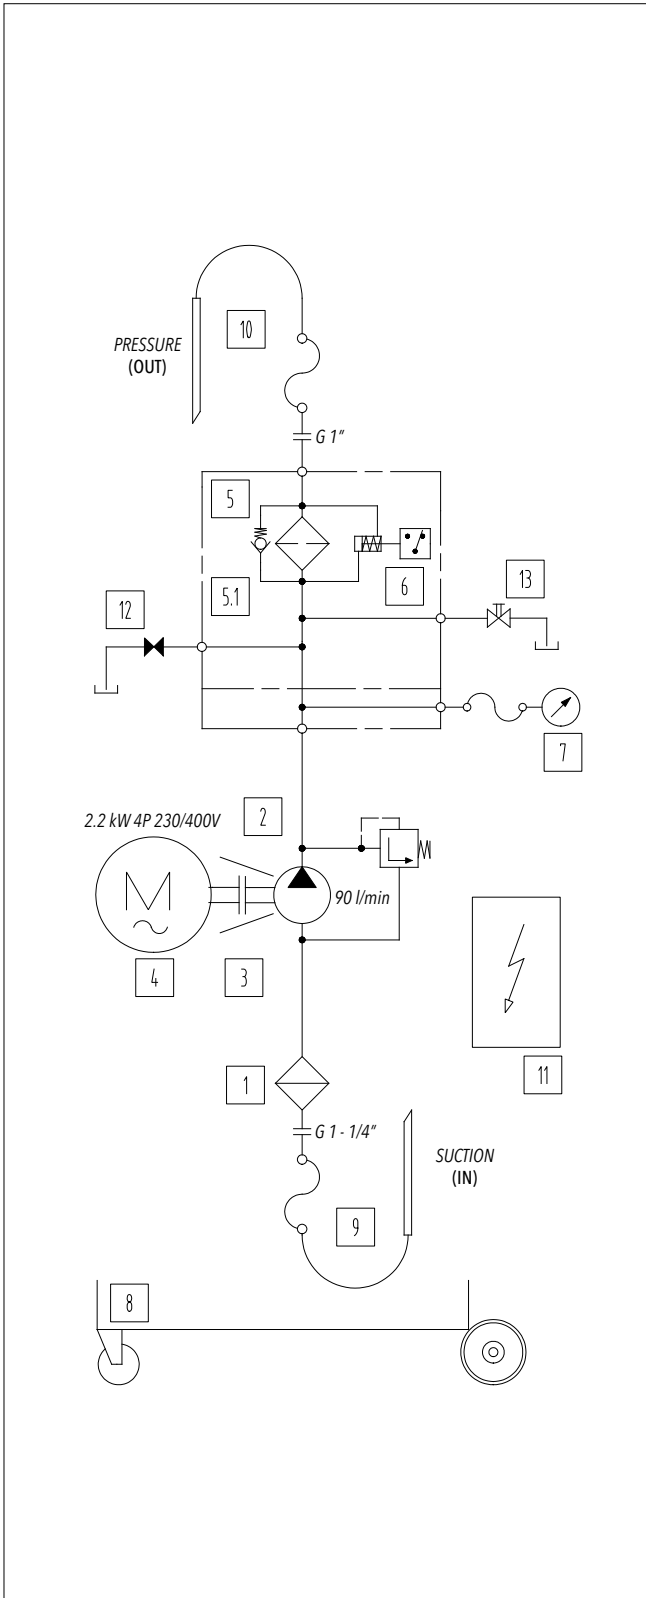 10
PRESSURE
(OUT)
G 1"
5
5.1
6
13
12
7
2
2.2 kW 4P 230/400V
M
90 l/min
4
3
11
1
G 1 - 1/4"
SUCTION
(IN)
9
8